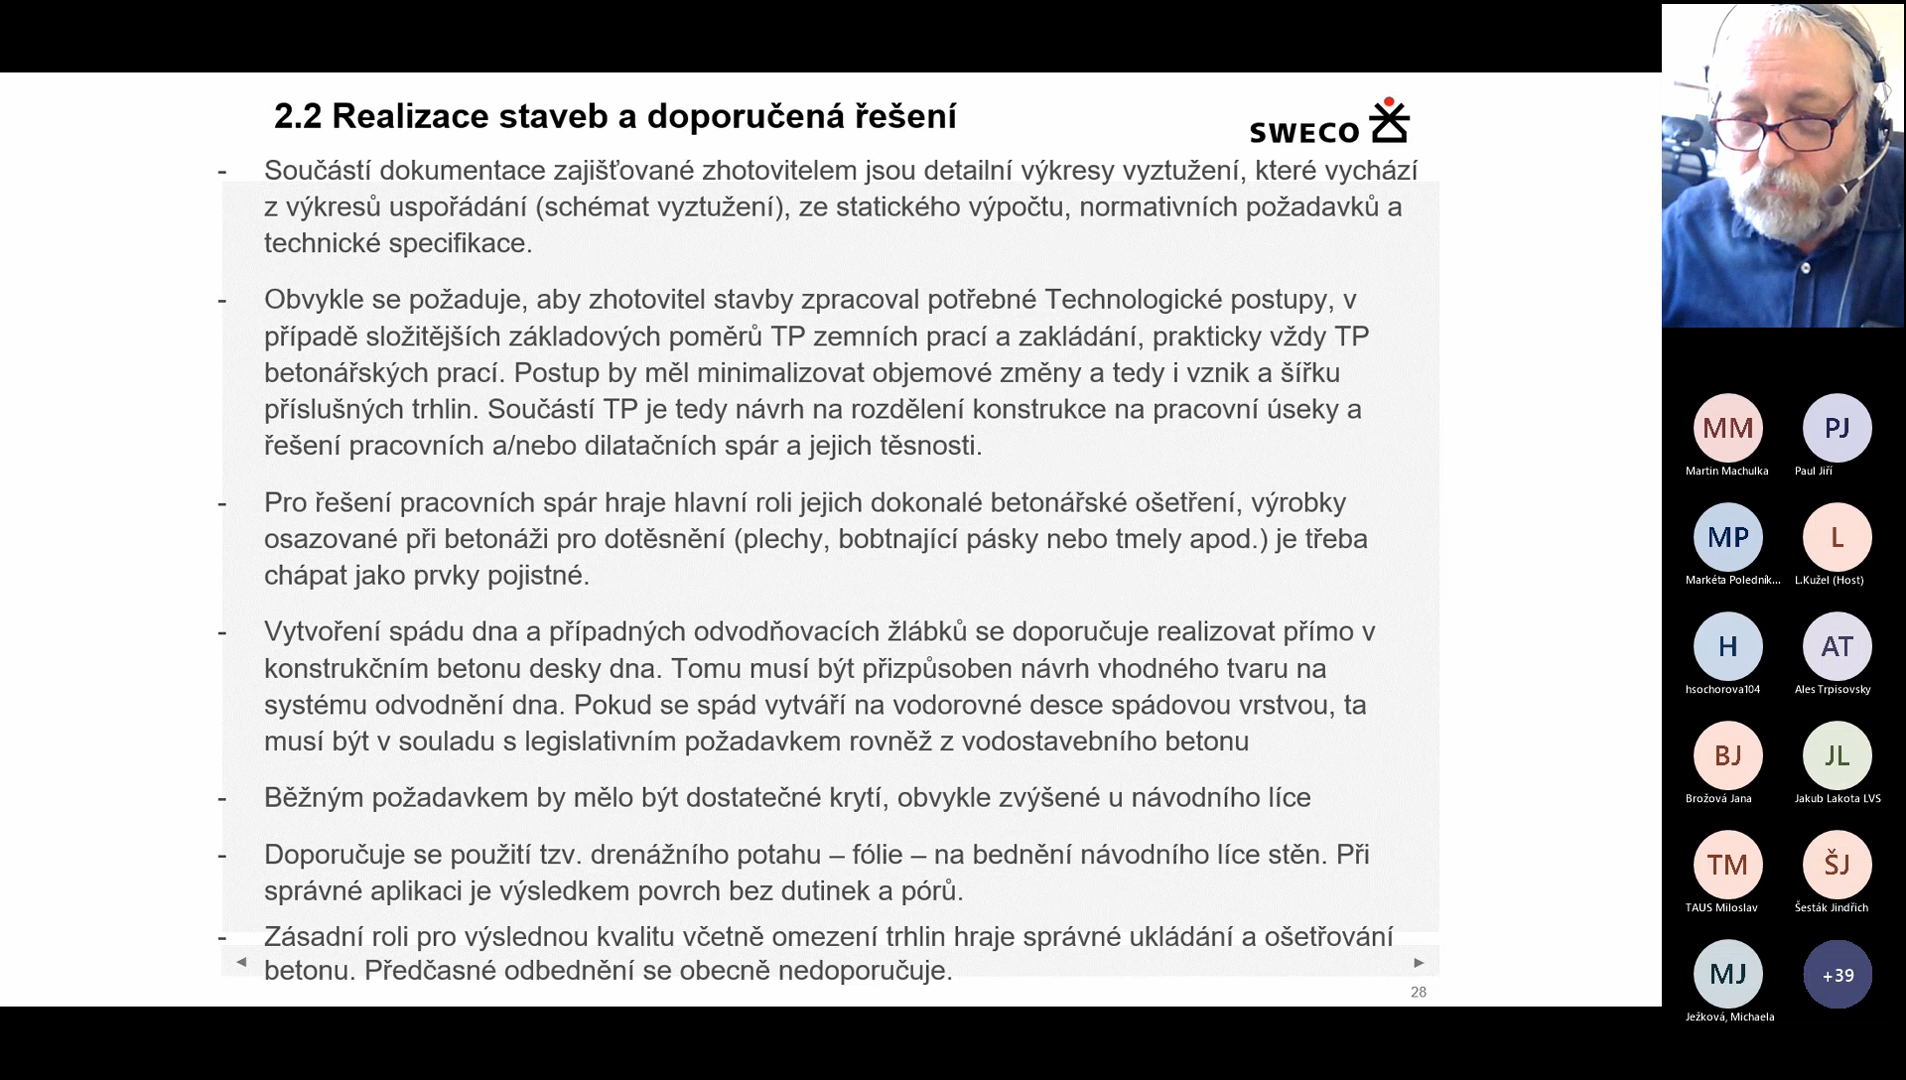 2.2 Realizace staveb a doporučená řešení
SWECO
- Součástí dokumentace zajišťované zhotovitelem jsou detailní výkresy vyztužení, které vychází
z výkresů uspořádání (schémat vyztužení), ze statického výpočtu, normativních požadavků a
technické specifikace.
- Obvykle se požaduje, aby zhotovitel stavby zpracoval potřebné Technologické postupy, v
případě složitějších základových poměrů TP zemních prací a zakládání, prakticky vždy TP
betonářských prací. Postup by měl minimalizovat objemové změny a tedy i vznik a šířku
příslušných trhlin. Součástí TP je tedy návrh na rozdělení konstrukce na pracovní úseky a
řešení pracovních a/nebo dilatačních spár a jejich těsnosti.
- Pro řešení pracovních spár hraje hlavní roli jejich dokonalé betonářské ošetření, výrobky
osazované při betonáži pro dotěsnění (plechy, bobtnající pásky nebo tmely apod.) je třeba
chápat jako prvky pojistné.
- Vytvoření spádu dna a případných odvodňovacích žlábků se doporučuje realizovat přímo v
konstrukčním betonu desky dna. Tomu musí být přizpůsoben návrh vhodného tvaru na
systému odvodnění dna. Pokud se spád vytváří na vodorovné desce spádovou vrstvou, ta
musí být v souladu s legislativním požadavkem rovněž z vodostavebního betonu
- Běžným požadavkem by mělo být dostatečné krytí, obvykle zvýšené u návodního líce
- Doporučuje se použití tzv. drenážního potahu – fólie – na bednění návodního líce stěn. Při
správné aplikaci je výsledkem povrch bez dutinek a pórů.
- Zásadní roli pro výslednou kvalitu včetně omezení trhlin hraje správné ukládání a ošetřování
betonu. Předčasné odbednění se obecně nedoporučuje.
28
MM PJ
Martin Machulka Paul Jiří
MP L
Markéta Poledník... L.Kužel (Host)
H AT
hsochorova104 Ales Trpisovsky
BJ JL
Brožová Jana Jakub Lakota LVS
TM ŠJ
TAUS Miloslav Šesták Jindřich
MJ +39
Ježková, Michaela